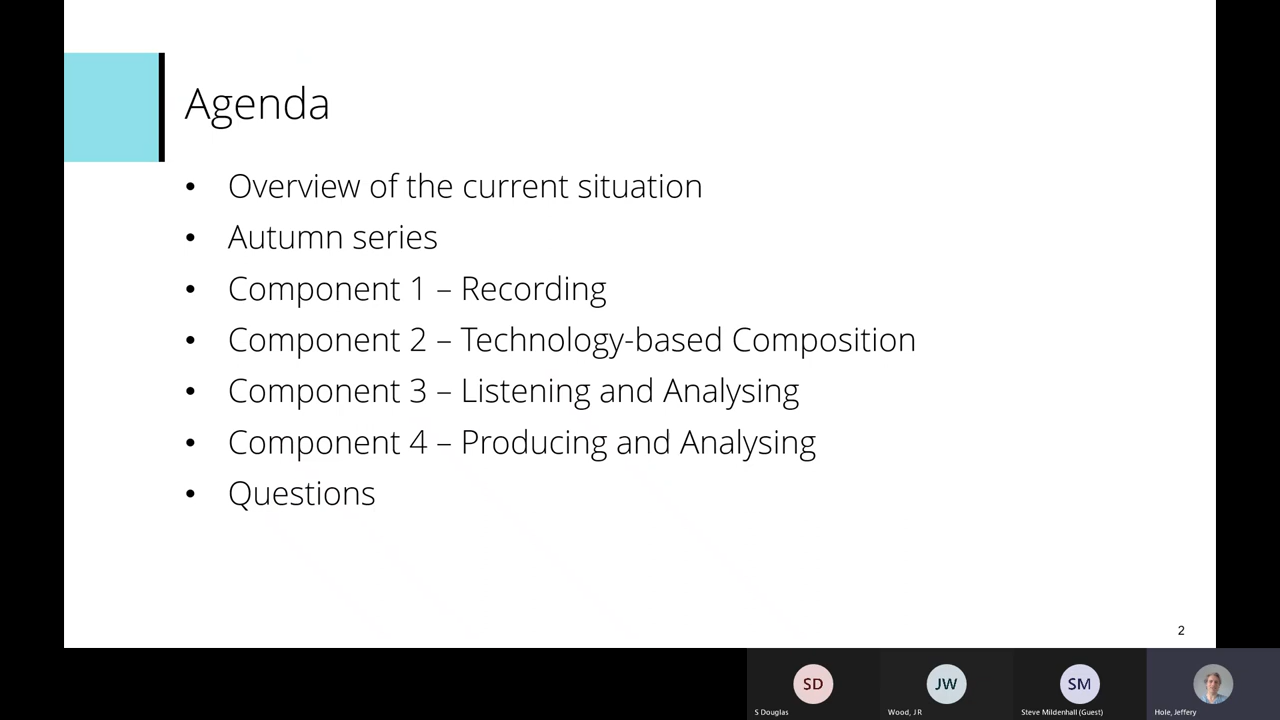 Agenda
• Overview of the current situation
• Autumn series
• Component 1 – Recording
• Component 2 – Technology-based Composition
• Component 3 – Listening and Analysing
• Component 4 – Producing and Analysing
• Questions
2
SD
JW
SM
S Douglas
Wood, JR
Steve Mildenhall (Guest)
Hole, Jeffery